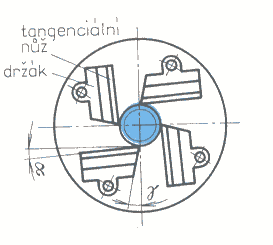 tangenciální
nůž
držák
α
γ